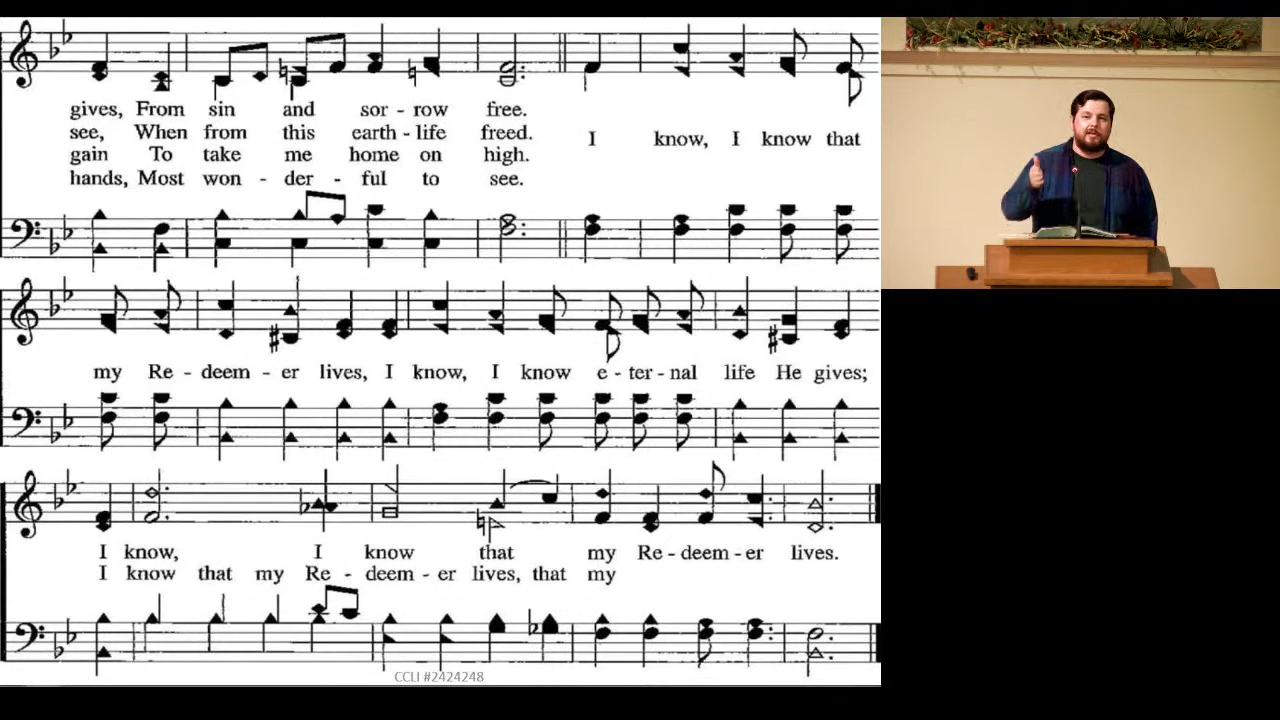 gives, From sin and sor - row free.
see, When from this earth - life freed.
gain To take me home on high.
hands, Most won - der - ful to see.
I know, I know that
my Re - deem - er lives, I know, I know e - ter - nal life He gives;
I know, I know that my Re - deem - er lives.
I know that my Re - deem - er lives, that my
CCLI #2424248